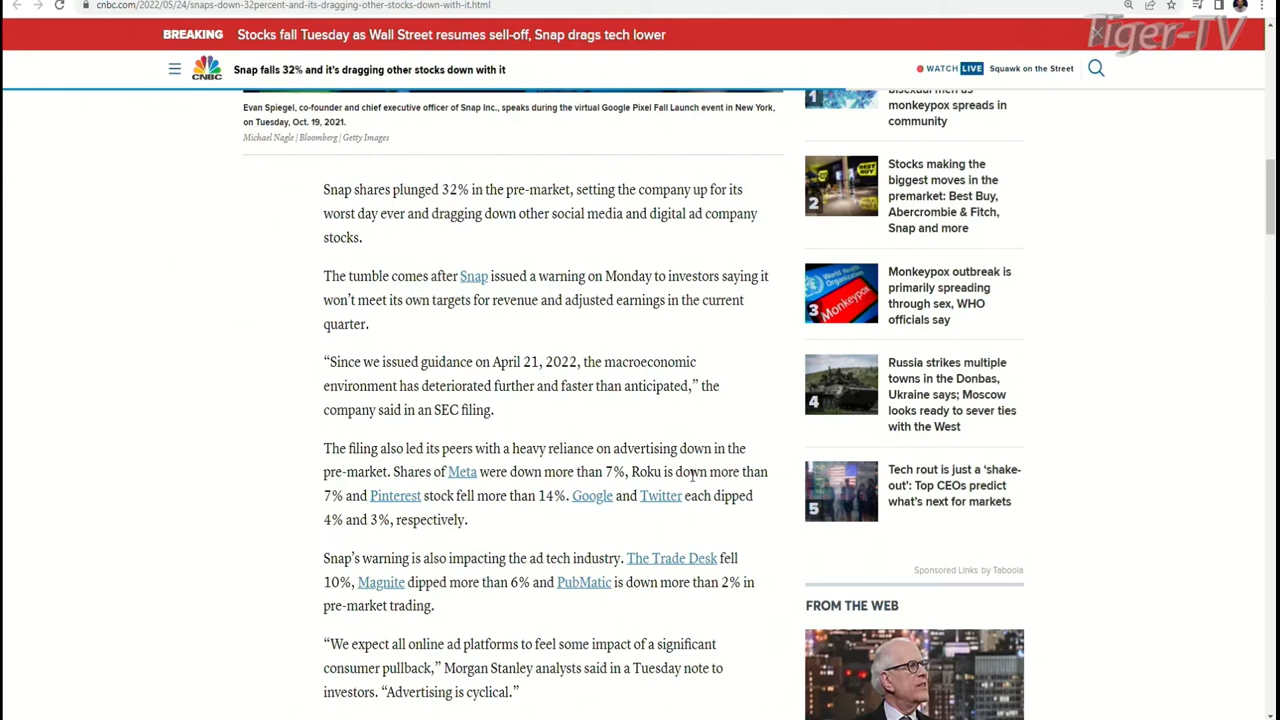 cnbc.com/2022/05/24/snaps-down-32percent-and-its-dragging-other-stocks-down-with-it.html
Tiger-TV
BREAKING Stocks fall Tuesday as Wall Street resumes sell-off, Snap drags tech lower
CNBC
Snap falls 32% and it's dragging other stocks down with it
WATCH LIVE Squawk on the Street
Evan Spiegel, co-founder and chief executive officer of Snap Inc., speaks during the virtual Google Pixel Fall Launch event in New York,
on Tuesday, Oct. 19, 2021.
Michael Nagle | Bloomberg | Getty Images
Snap shares plunged 32% in the pre-market, setting the company up for its
worst day ever and dragging down other social media and digital ad company
stocks.
The tumble comes after Snap issued a warning on Monday to investors saying it
won't meet its own targets for revenue and adjusted earnings in the current
quarter.
“Since we issued guidance on April 21, 2022, the macroeconomic
environment has deteriorated further and faster than anticipated,” the
company said in an SEC filing.
The filing also led its peers with a heavy reliance on advertising down in the
pre-market. Shares of Meta were down more than 7%, Roku is down more than
7% and Pinterest stock fell more than 14%. Google and Twitter each dipped
4% and 3%, respectively.
Snap's warning is also impacting the ad tech industry. The Trade Desk fell
10%, Magnite dipped more than 6% and PubMatic is down more than 2% in
pre-market trading.
“We expect all online ad platforms to feel some impact of a significant
consumer pullback,” Morgan Stanley analysts said in a Tuesday note to
investors. “Advertising is cyclical.”
1
bisexual men as
monkeypox spreads in
community
2
Stocks making the
biggest moves in the
premarket: Best Buy,
Abercrombie & Fitch,
Snap and more
3
World Health
Organization
Monkeypox
Monkeypox outbreak is
primarily spreading
through sex, WHO
officials say
4
Russia strikes multiple
towns in the Donbas,
Ukraine says; Moscow
looks ready to sever ties
with the West
5
Tech rout is just a ‘shake-
out’: Top CEOs predict
what's next for markets
Sponsored Links by Taboola
FROM THE WEB